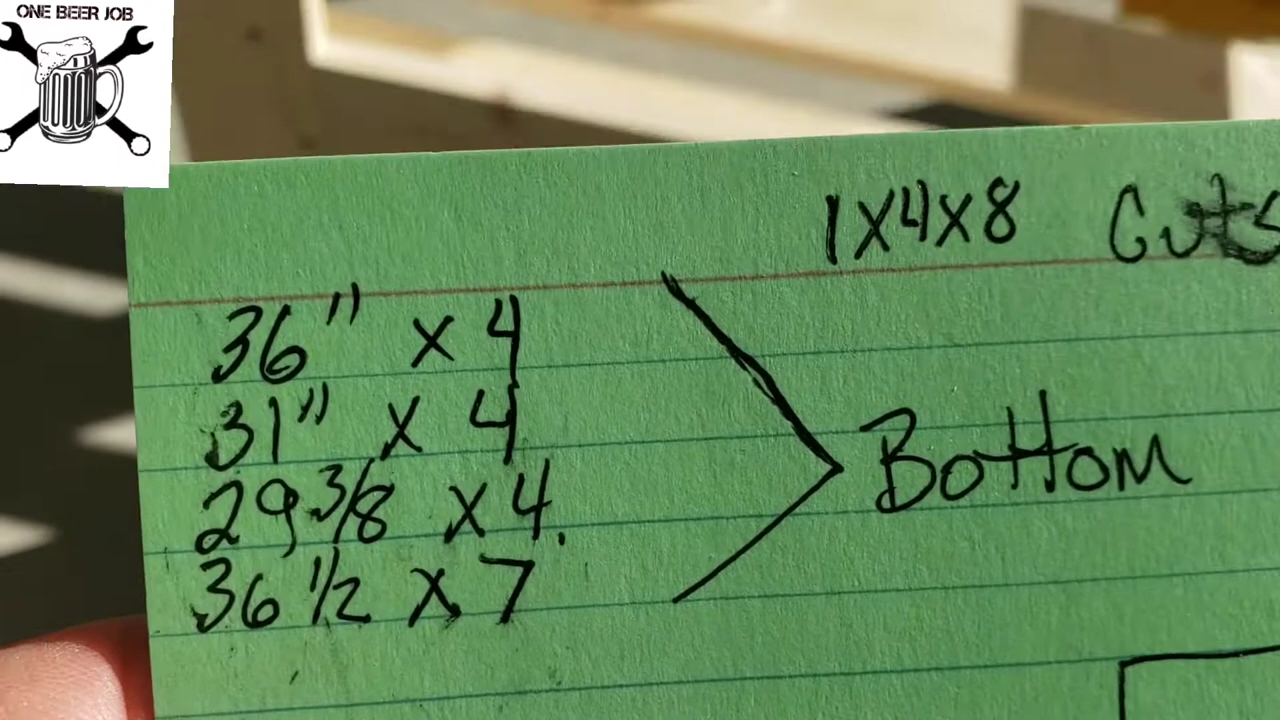 ONE BEER JOB
1X4X8 Cuts
36" X 4
31" X 4
29 3/8 X 4.
36 1/2 X 7
Bottom